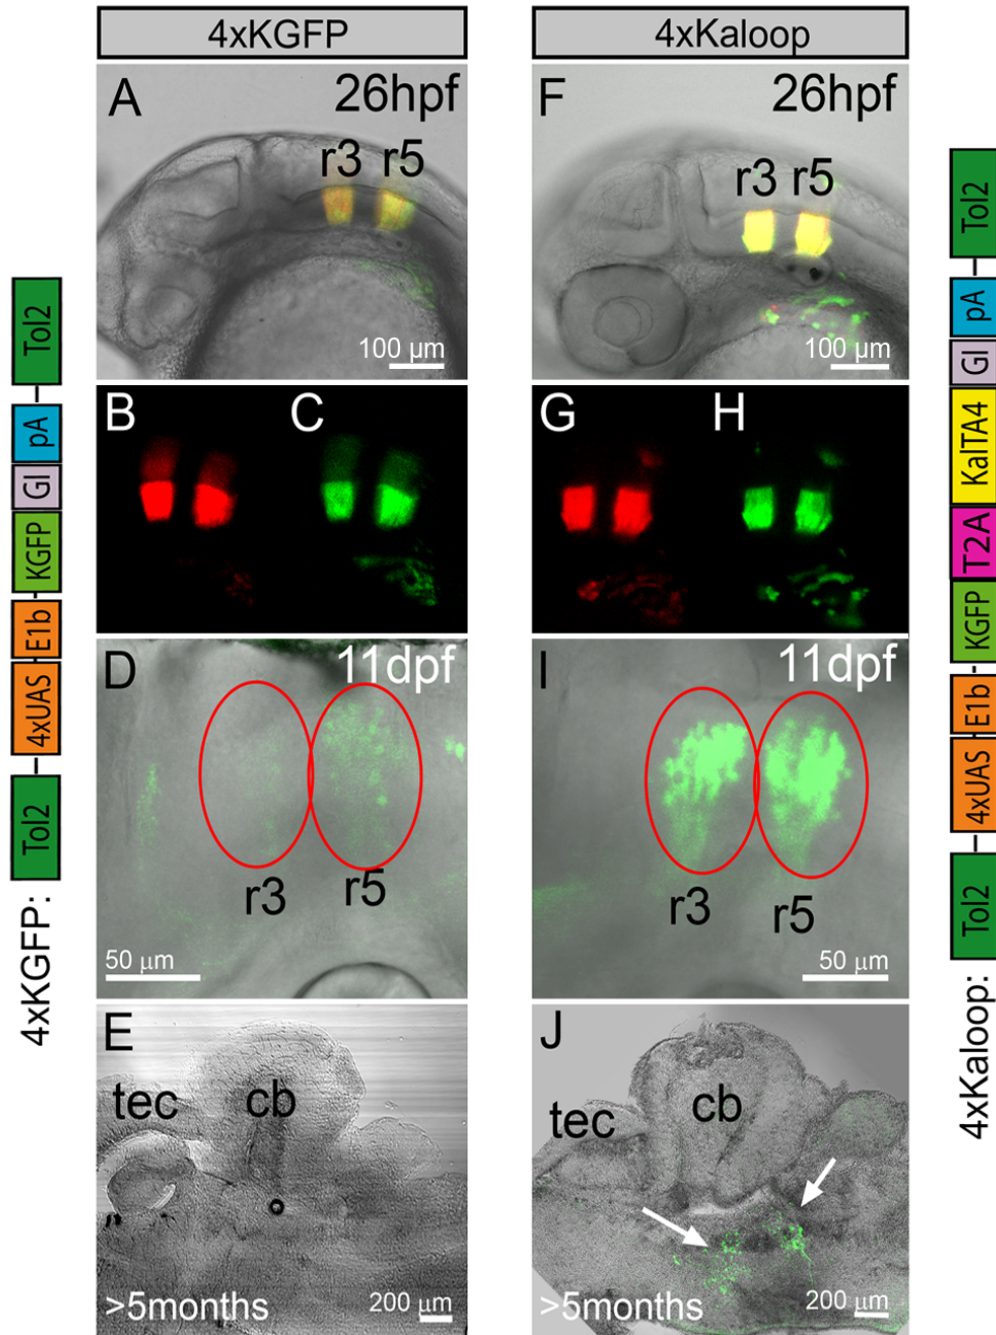 4xKGFP
4xKaloop
A
26hpf
r3 r5
100 µm
F
26hpf
r3 r5
100 µm
B
C
G
H
D
11dpf
r3
r5
50 µm
I
11dpf
r3
r5
50 µm
E
tec
cb
>5months
200 µm
J
tec
cb
>5months
200 µm
4xKGFP:
Tol2
4xUAS
E1b
KGFP
GI
pA
Tol2
4xKaloop:
Tol2
4xUAS
E1b
KGFP
T2A
KalTA4
GI
pA
Tol2